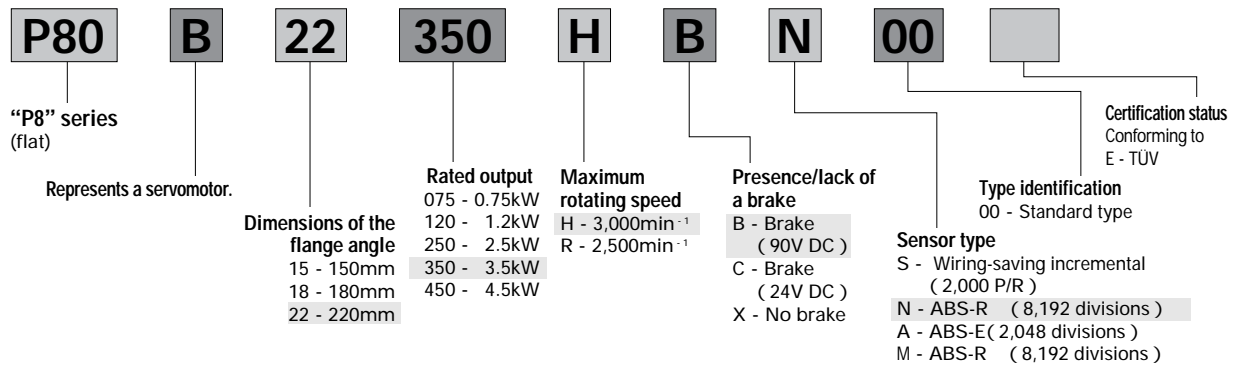 P80 B 22 350 H B N 00
“P8” series
(flat)
Represents a servomotor.
Dimensions of the
flange angle
15 - 150mm
18 - 180mm
22 - 220mm
Rated output
075 - 0.75kW
120 - 1.2kW
250 - 2.5kW
350 - 3.5kW
450 - 4.5kW
Maximum
rotating speed
H - 3,000min⁻¹
R - 2,500min⁻¹
Presence/lack of
a brake
B - Brake
( 90V DC )
C - Brake
( 24V DC )
X - No brake
Sensor type
S - Wiring-saving incremental
( 2,000 P/R )
N - ABS-R ( 8,192 divisions )
A - ABS-E( 2,048 divisions )
M - ABS-R ( 8,192 divisions )
Type identification
00 - Standard type
Certification status
Conforming to
E - TÜV